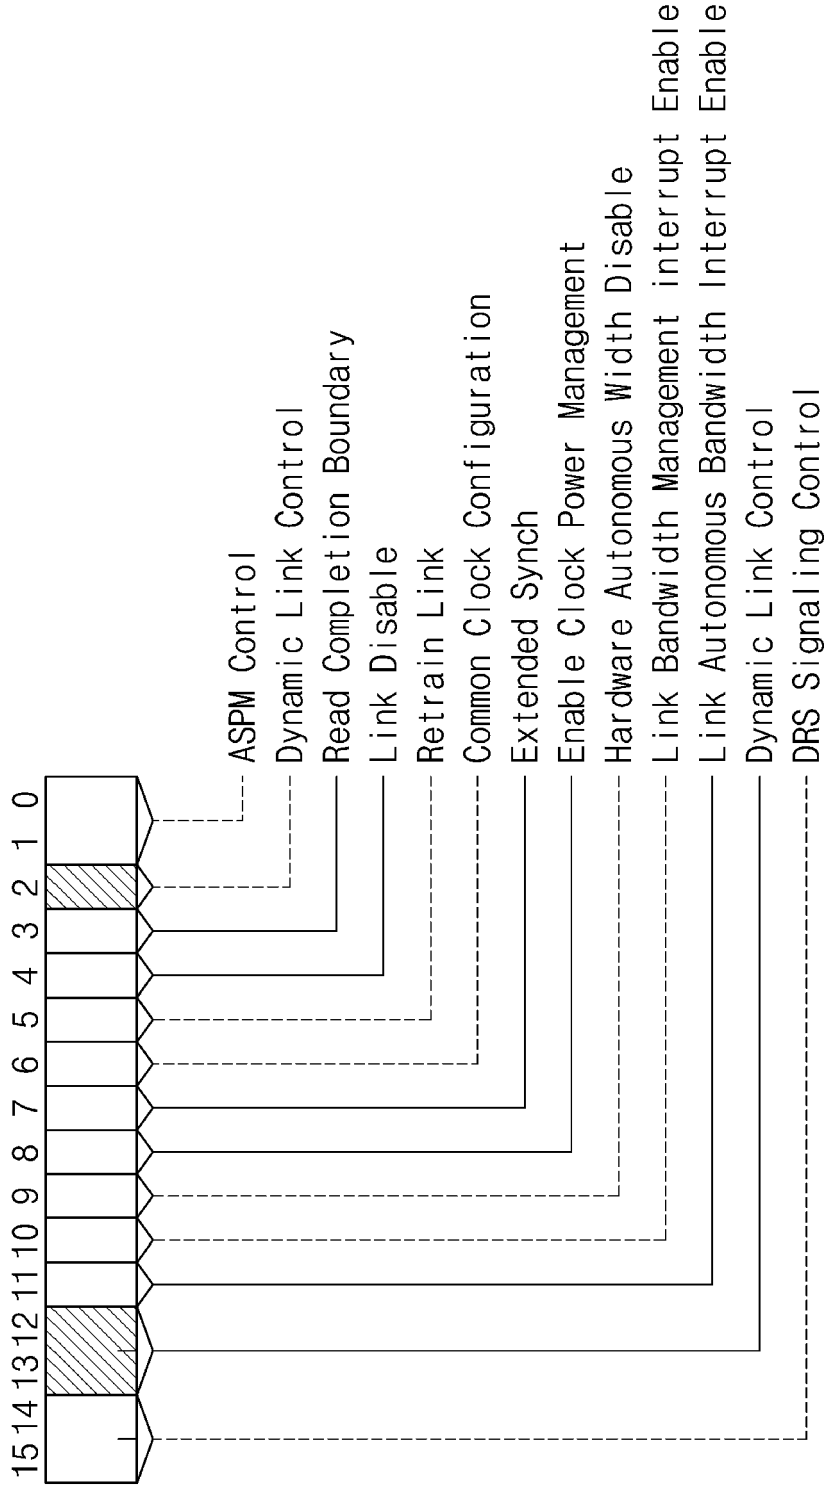 15 14 13 12 11 10 9 8 7 6 5 4 3 2 1 0
ASPM Control
Dynamic Link Control
Read Completion Boundary
Link Disable
Retrain Link
Common Clock Configuration
Extended Synch
Enable Clock Power Management
Hardware Autonomous Width Disable
Link Bandwidth Management interrupt Enable
Link Autonomous Bandwidth Interrupt Enable
Dynamic Link Control
DRS Signaling Control